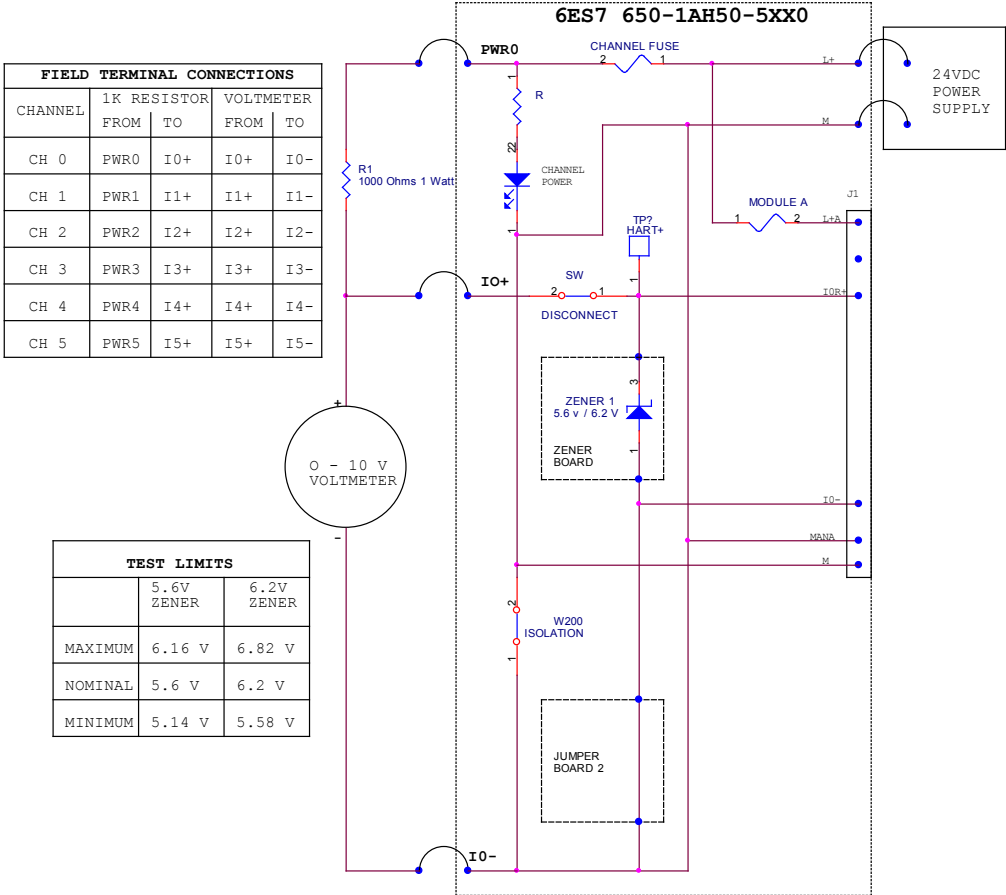 6ES7 650-1AH50-5XX0
FIELD TERMINAL CONNECTIONS
CHANNEL 1K RESISTOR VOLTMETER
FROM TO FROM TO
CH 0 PWR0 I0+ I0+ I0-
CH 1 PWR1 I1+ I1+ I1-
CH 2 PWR2 I2+ I2+ I2-
CH 3 PWR3 I3+ I3+ I3-
CH 4 PWR4 I4+ I4+ I4-
CH 5 PWR5 I5+ I5+ I5-
PWR0
CHANNEL FUSE
2 1
L+
M
24VDC
POWER
SUPPLY
1
R
22
CHANNEL
POWER
1
R1
1000 Ohms 1 Watt
MODULE A
1 2
J1
L+A
TP?
HART+
1
IO+
SW
2 1
DISCONNECT
I0R+
3
ZENER 1
5.6 v / 6.2 V
1
ZENER
BOARD
+
O - 10 V
VOLTMETER
-
I0-
MANA
M
TEST LIMITS
5.6V
ZENER
6.2V
ZENER
MAXIMUM 6.16 V 6.82 V
NOMINAL 5.6 V 6.2 V
MINIMUM 5.14 V 5.58 V
2
W200
ISOLATION
1
JUMPER
BOARD 2
I0-